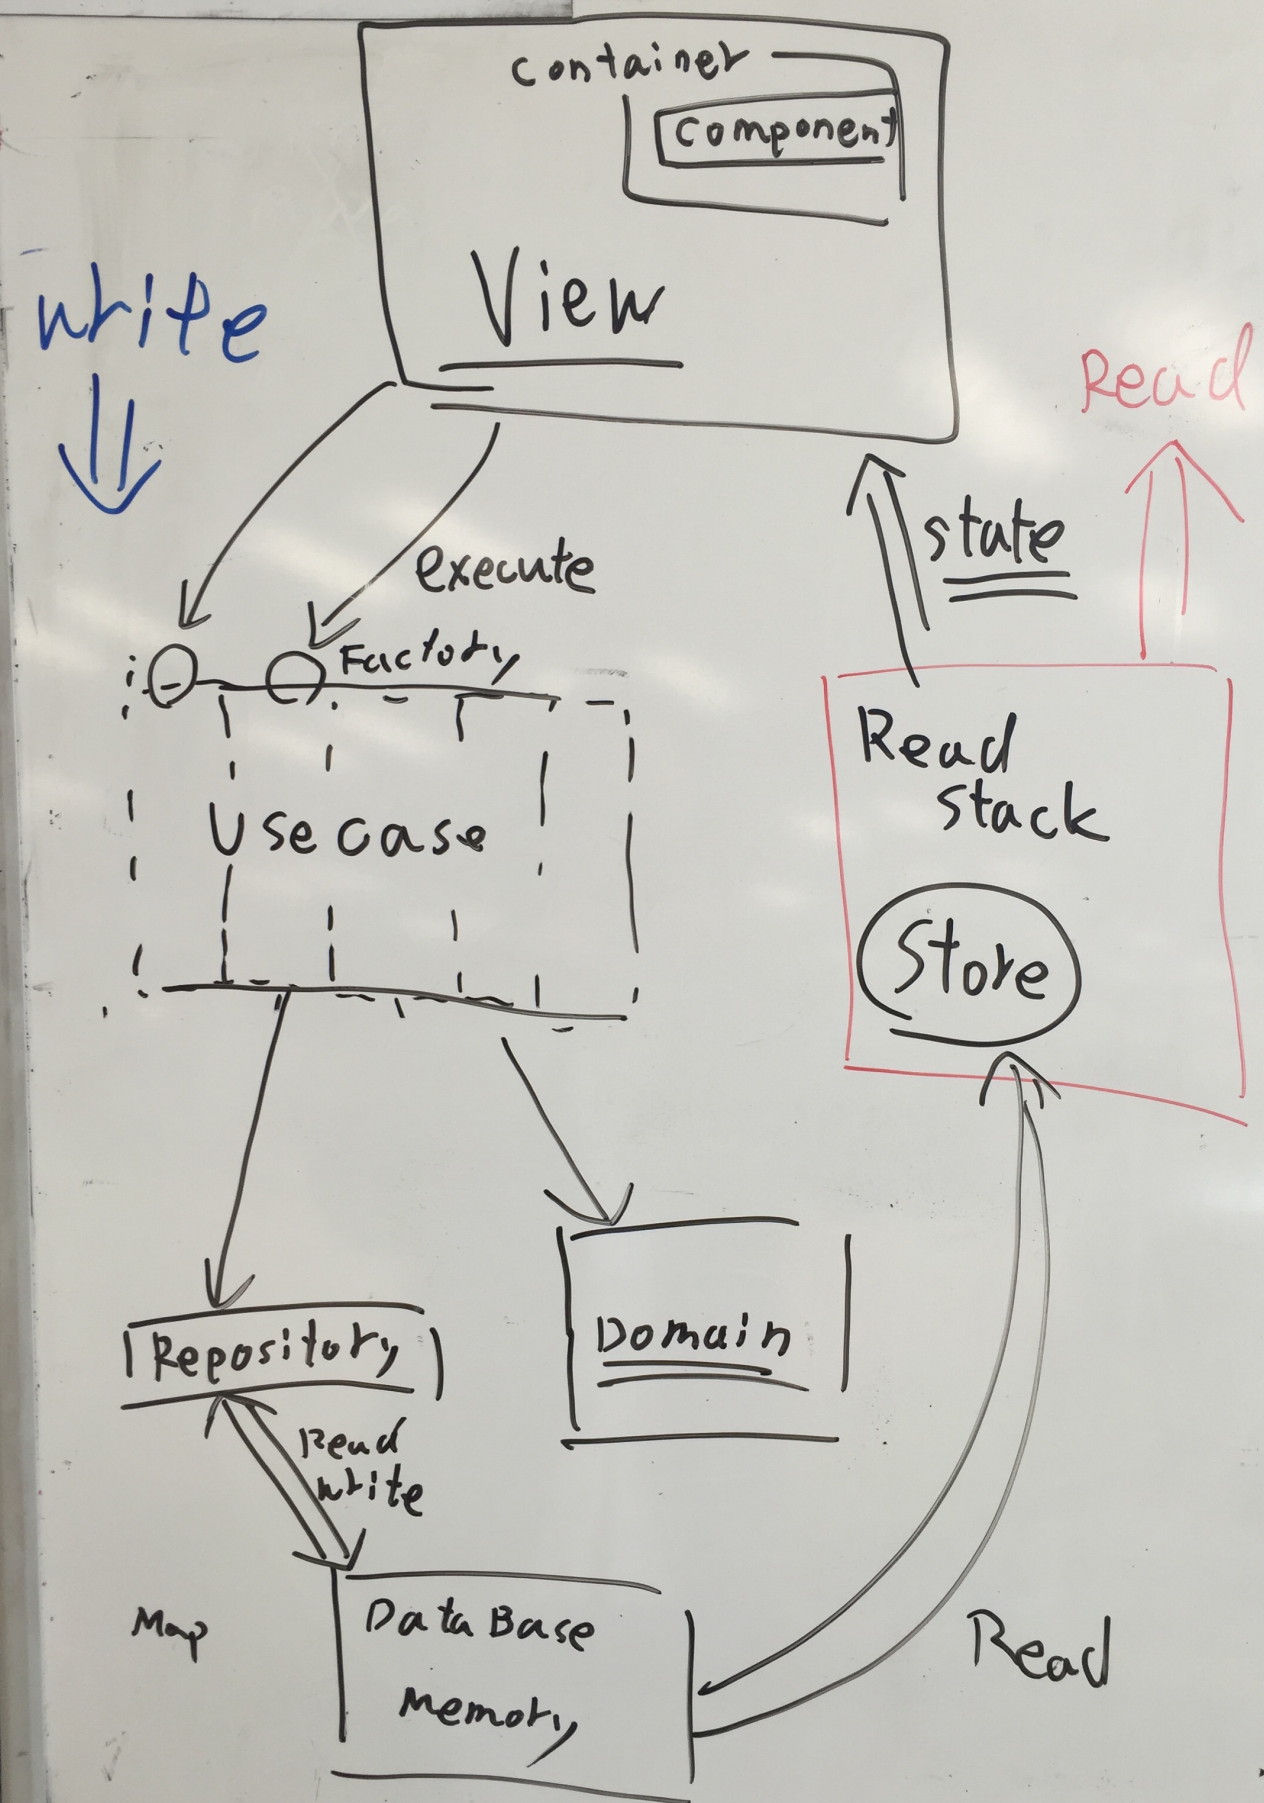 container
component
View
write
Read
state
execute
Factory
Read
stack
Usecase
Store
Domain
Repository
Read
write
Map
DataBase
Memory
Read